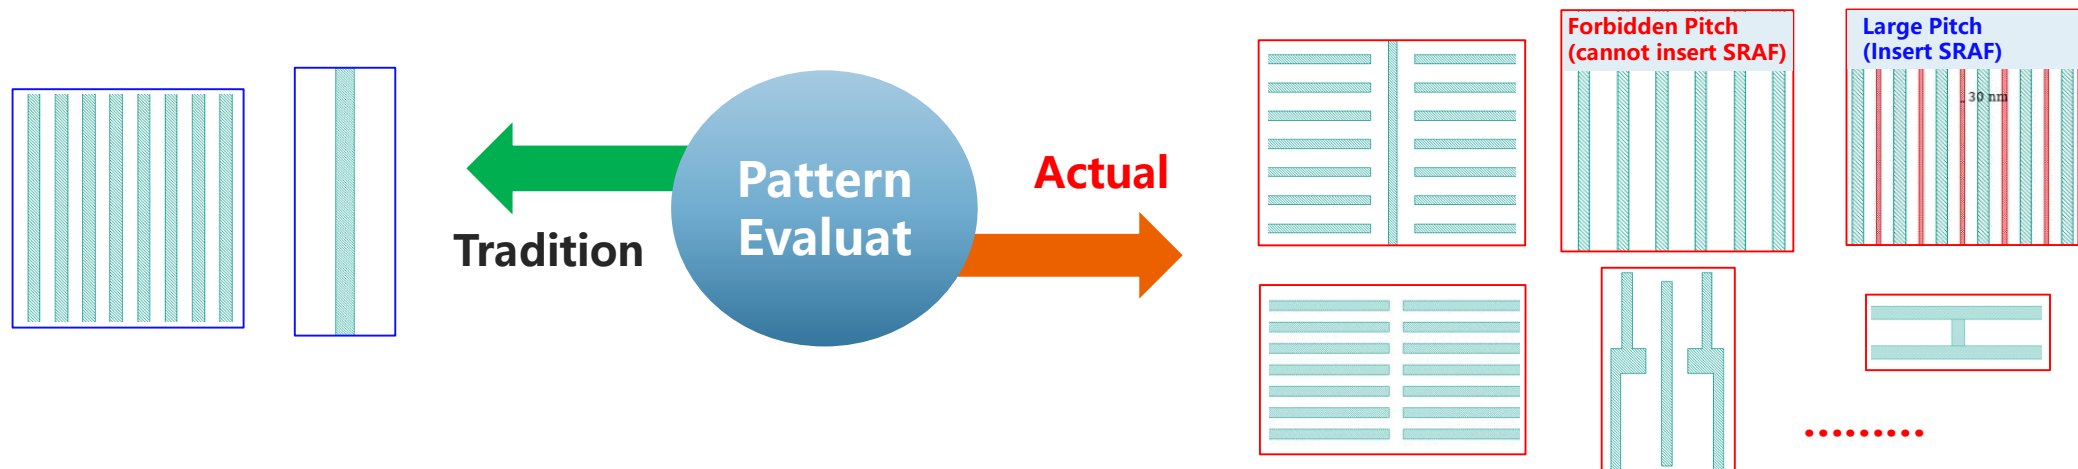 Tradition
Pattern
Evaluat
Actual
Forbidden Pitch
(cannot insert SRAF)
Large Pitch
(Insert SRAF)
30 nm
.........